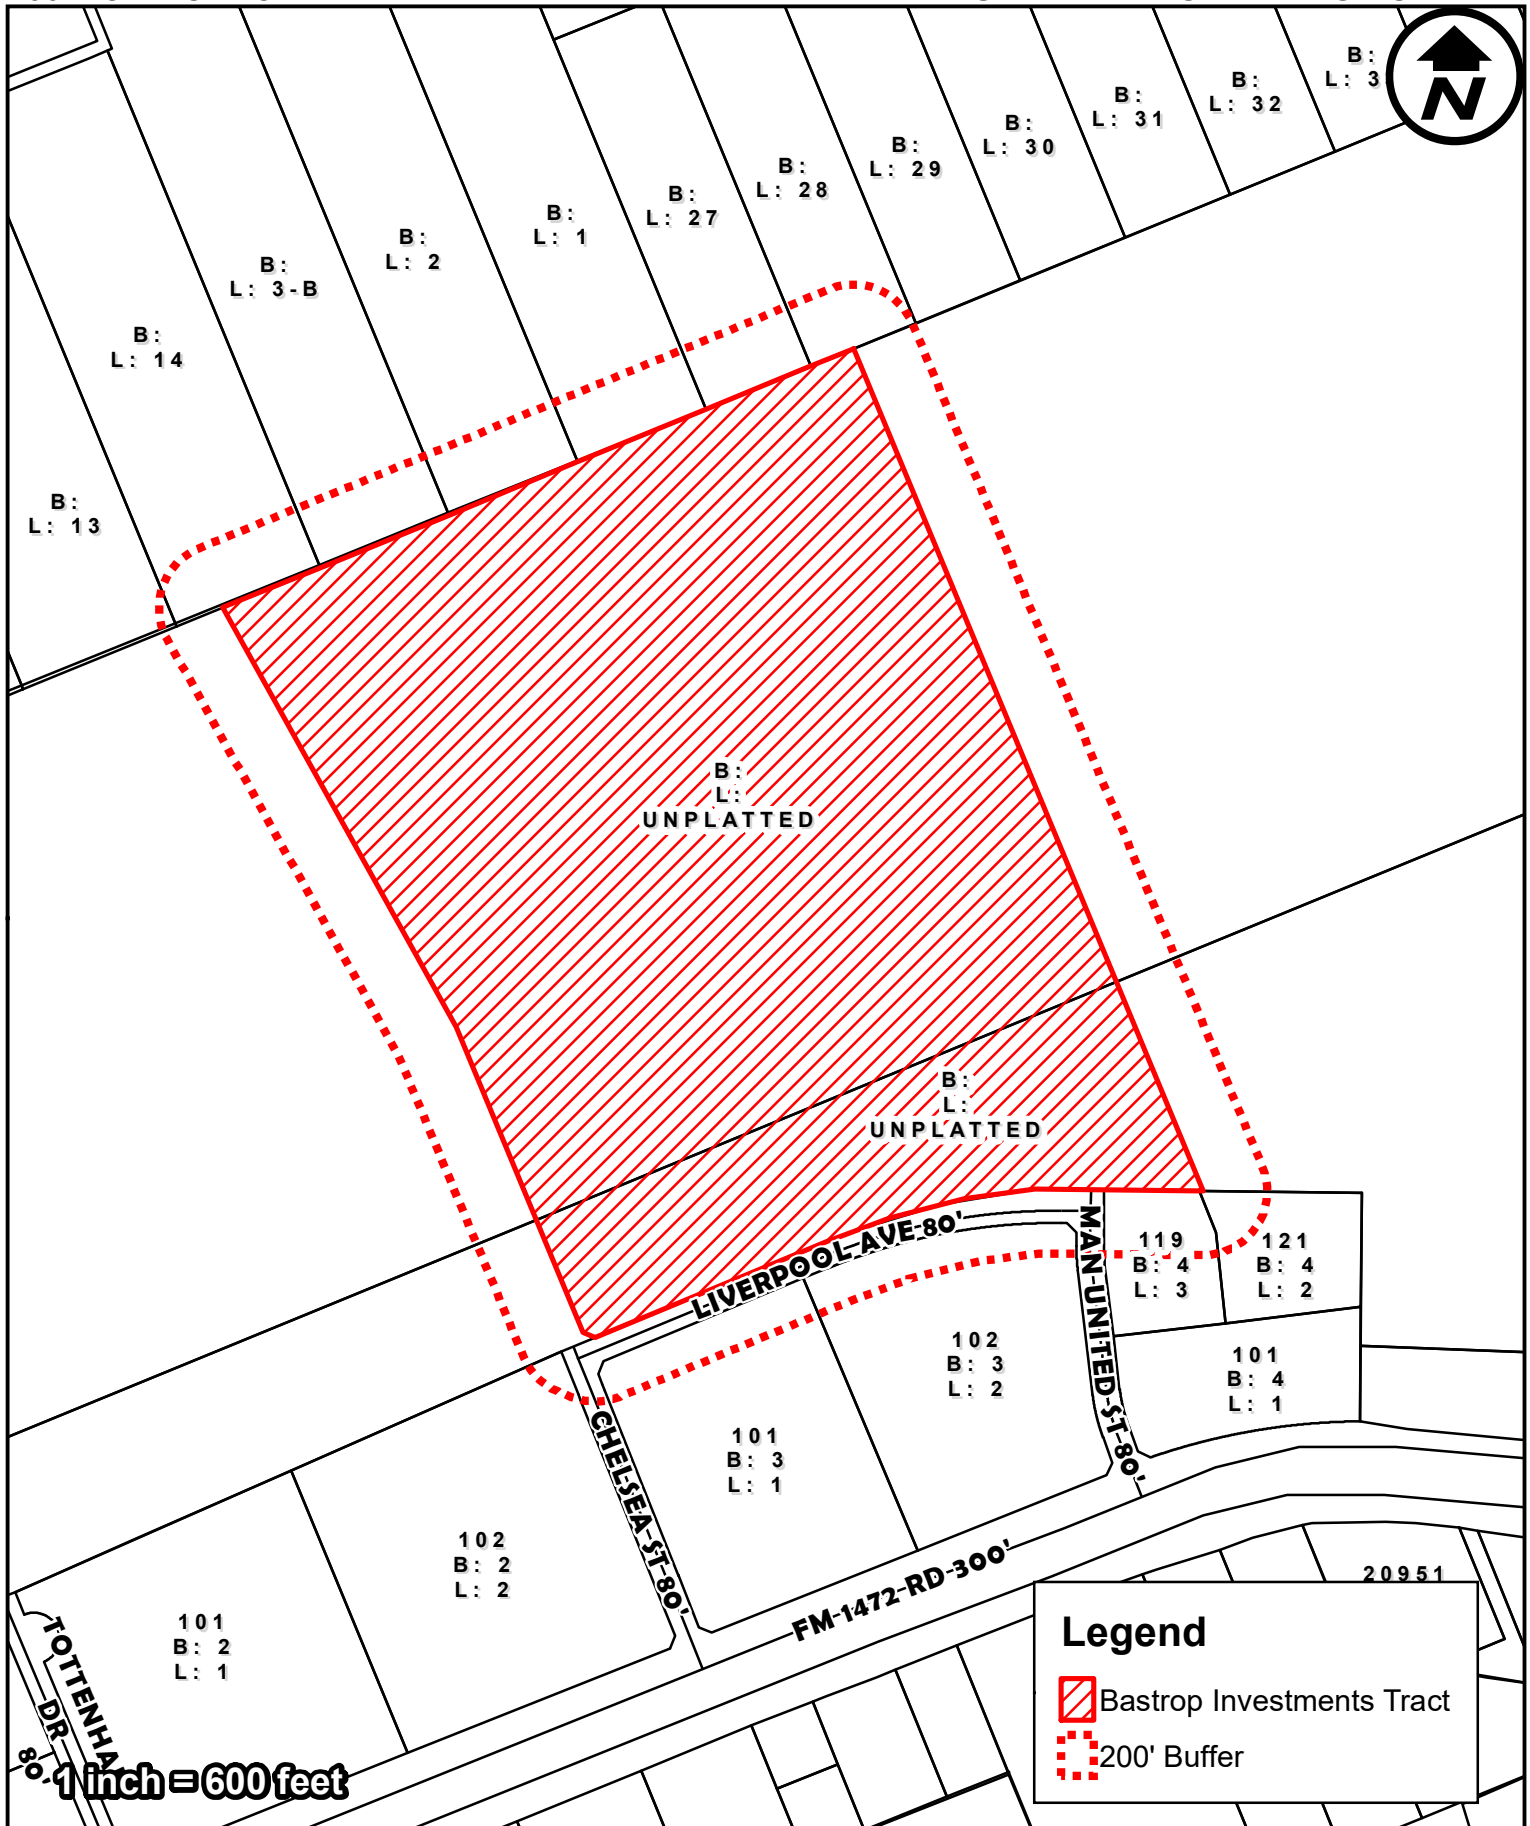 N
B:
L: 3
B:
L: 32
B:
L: 31
B:
L: 30
B:
L: 29
B:
L: 28
B:
L: 27
B:
L: 1
B:
L: 2
B:
L: 3-B
B:
L: 14
B:
L: 13
B:
L:
UNPLATTED
B:
L:
UNPLATTED
LIVERPOOL AVE 80'
MAN UNITED ST 80'
119
B: 4
L: 3
121
B: 4
L: 2
102
B: 3
L: 2
101
B: 4
L: 1
101
B: 3
L: 1
CHELSEA ST 80'
102
B: 2
L: 2
FM 1472 RD 300'
101
B: 2
L: 1
20951
TOTTENHA
DR
80'
1 inch = 600 feet
Legend
Bastrop Investments Tract
200' Buffer